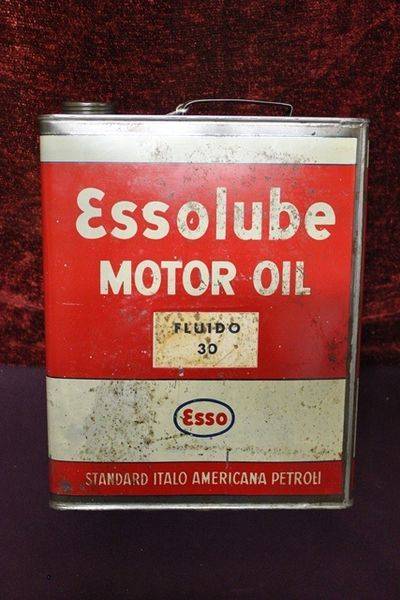 Essolube
MOTOR OIL
FLUIDO
30
Esso
STANDARD ITALO AMERICANA PETROLI